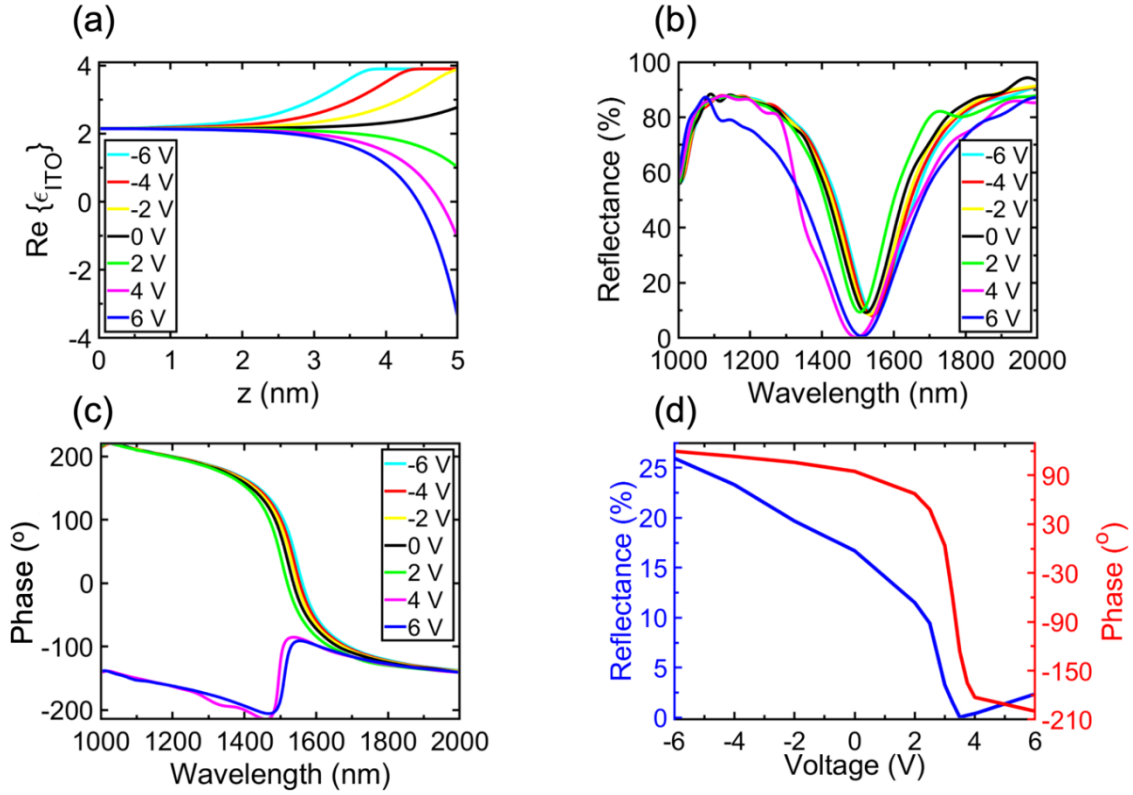 (a)
Re {ϵITO}
4
2
0
-2
-4
-6 V
-4 V
-2 V
0 V
2 V
4 V
6 V
0 1 2 3 4 5
z (nm)
(b)
Reflectance (%)
100
80
60
40
20
0
-6 V
-4 V
-2 V
0 V
2 V
4 V
6 V
1000 1200 1400 1600 1800 2000
Wavelength (nm)
(c)
Phase (º)
200
100
0
-100
-200
-6 V
-4 V
-2 V
0 V
2 V
4 V
6 V
1000 1200 1400 1600 1800 2000
Wavelength (nm)
(d)
Reflectance (%)
25
20
15
10
5
0
90
30
-30
-90
-150
-210
Phase (º)
-6 -4 -2 0 2 4 6
Voltage (V)